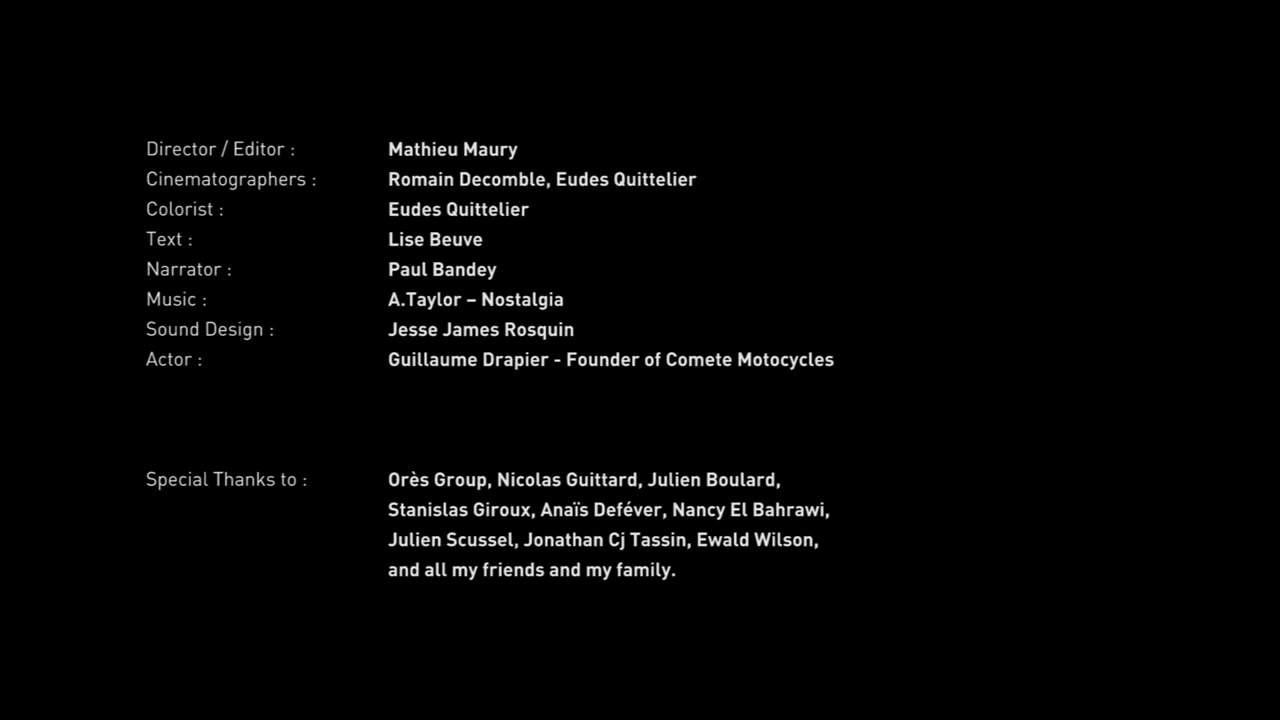 Director / Editor : Mathieu Maury
Cinematographers : Romain Decomble, Eudes Quittelier
Colorist : Eudes Quittelier
Text : Lise Beuve
Narrator : Paul Bandey
Music : A.Taylor – Nostalgia
Sound Design : Jesse James Rosquin
Actor : Guillaume Drapier - Founder of Comete Motocycles
Special Thanks to : Orès Group, Nicolas Guittard, Julien Boulard,
Stanislas Giroux, Anaïs Deféver, Nancy El Bahrawi,
Julien Scussel, Jonathan Cj Tassin, Ewald Wilson,
and all my friends and my family.